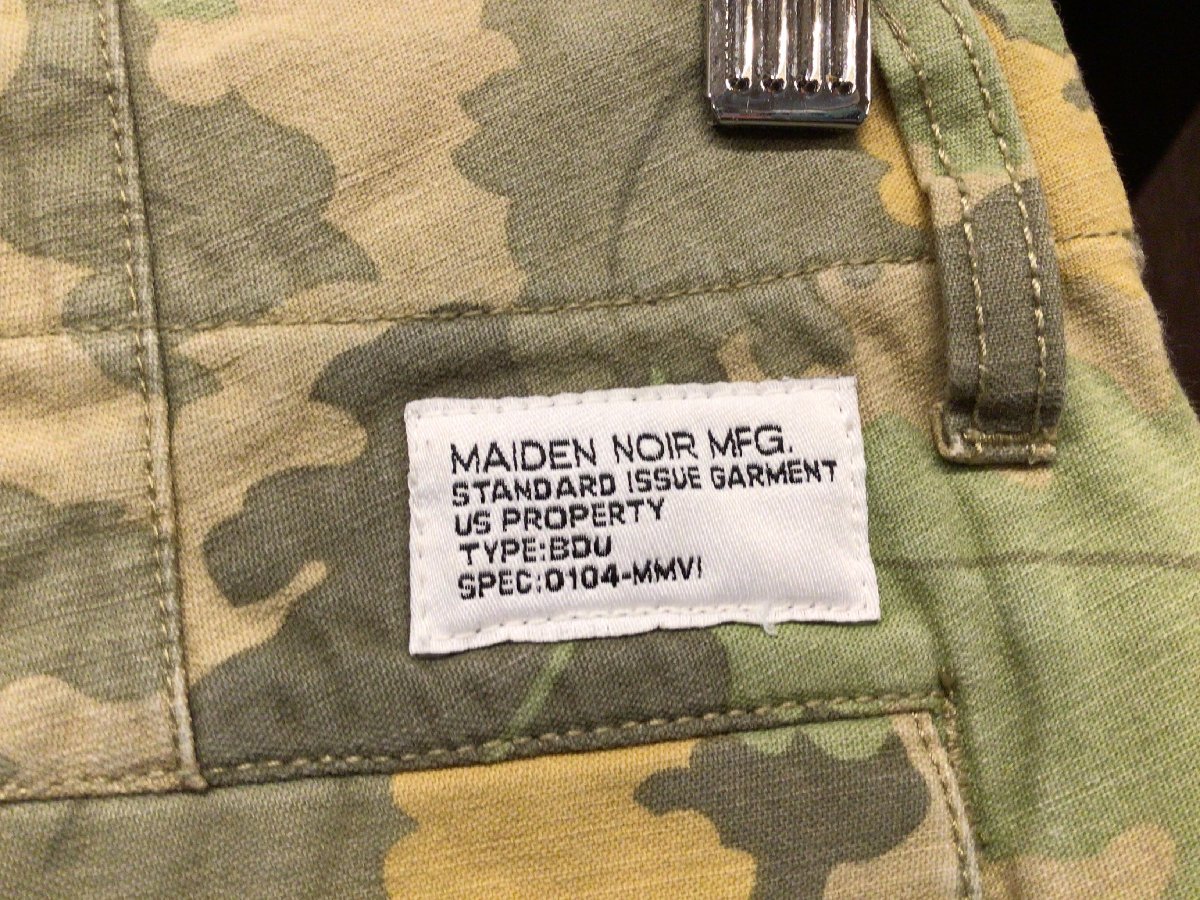 MAIDEN NOIR MFG.
STANDARD ISSUE GARMENT
US PROPERTY
TYPE:BDU
SPEC:0104-MMVI